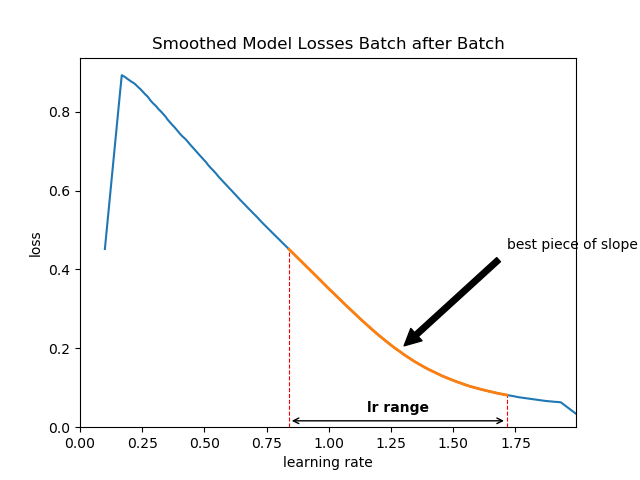 Smoothed Model Losses Batch after Batch
loss
0.8
0.6
0.4
0.2
0.0
best piece of slope
lr range
0.00 0.25 0.50 0.75 1.00 1.25 1.50 1.75
learning rate